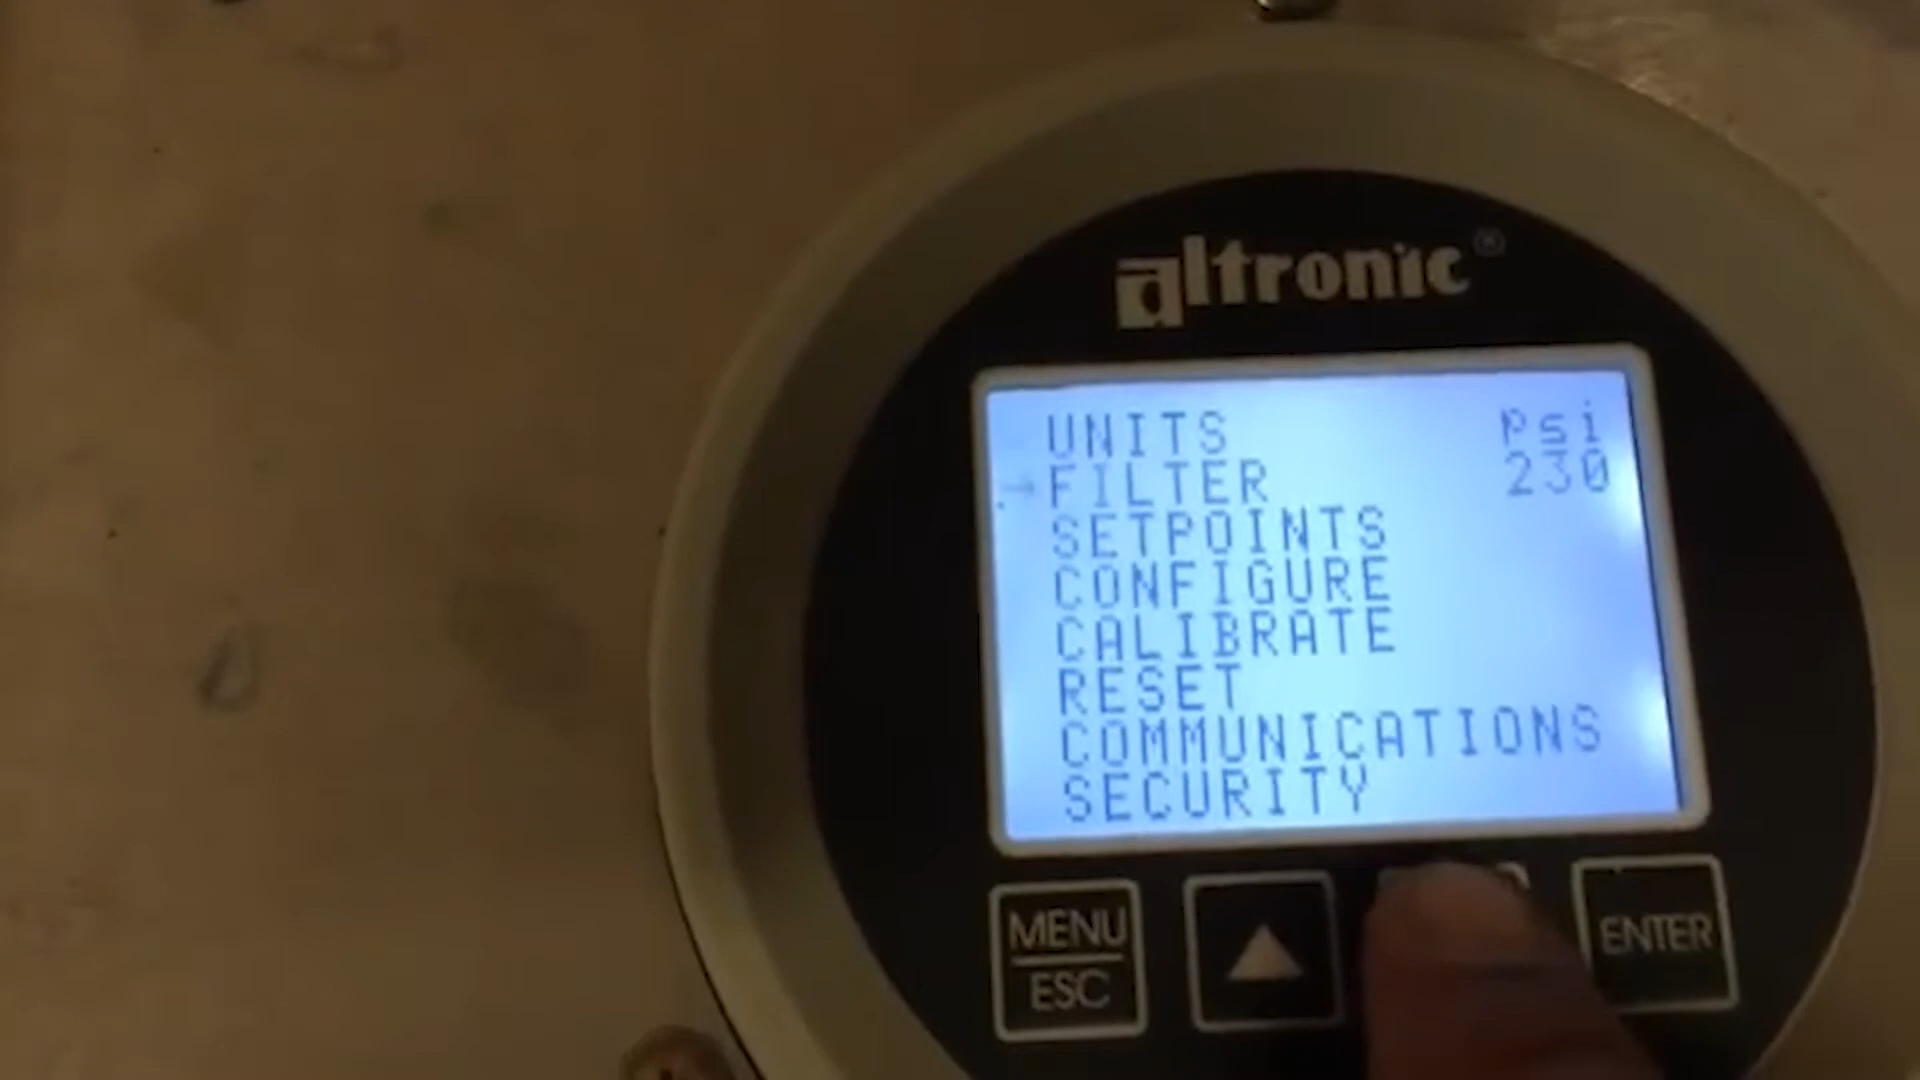 altronic®
UNITS psi
→FILTER 230
SETPOINTS
CONFIGURE
CALIBRATE
RESET
COMMUNICATIONS
SECURITY
MENU
ESC
ENTER